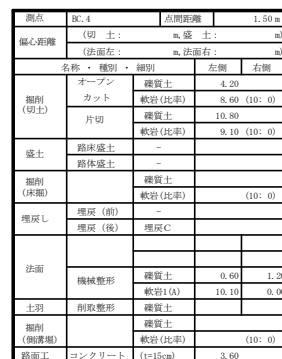 測点 BC.4 点間距離 1.50 m
偏心距離 (切 土: m,盛 土: m)
(法面左: m,法面右: m)
名称 ・ 種別 ・ 細別 左側 右側
掘削(切土) オープンカット 礫質土 4.20
軟岩(比率) 8.60 (10: 0)
片切 礫質土 10.80
軟岩(比率) 9.10 (10: 0)
盛土 路床盛土 -
路体盛土 -
掘削(床掘) 礫質土
軟岩(比率) (10: 0)
埋戻し 埋戻(前) -
埋戻(後) 埋戻C
法面 機械整形 礫質土 0.60 1.20
軟岩1(A) 10.10 0.00
土羽 削取整形 礫質土
掘削(側溝堀) 礫質土
軟岩(比率) (10: 0)
路面工 コンクリート (t=15cm) 3.60